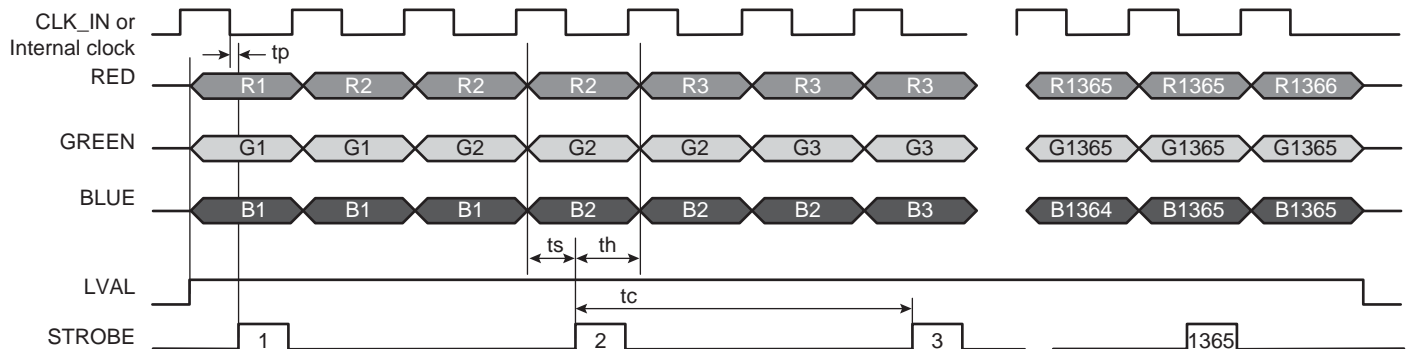 CLK_IN or
Internal clock
tp
RED
R1 R2 R2 R2 R3 R3 R3 R1365 R1365 R1366
GREEN
G1 G1 G2 G2 G2 G3 G3 G1365 G1365 G1365
BLUE
B1 B1 B1 B2 B2 B2 B3 B1364 B1365 B1365
ts th
LVAL
tc
STROBE
1 2 3 1365